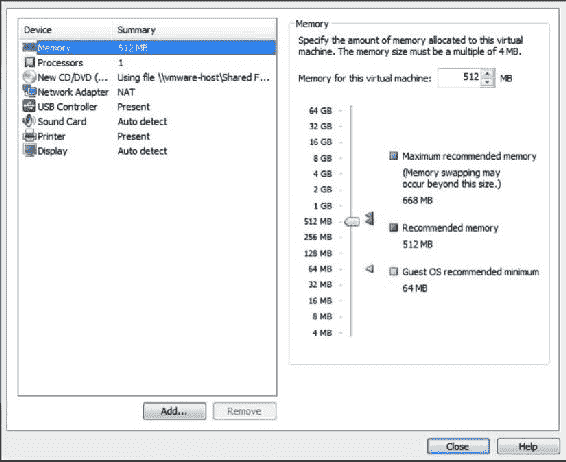 Device Summary
Memory 512 MB
Processors 1
New CD/DVD (... Using file \\vmware-host\Shared F...
Network Adapter NAT
USB Controller Present
Sound Card Auto detect
Printer Present
Display Auto detect
Add...
Remove
Memory
Specify the amount of memory allocated to this virtual
machine. The memory size must be a multiple of 4 MB.
Memory for this virtual machine: 512 MB
64 GB
32 GB
16 GB
8 GB
4 GB
2 GB
1 GB
512 MB
256 MB
128 MB
64 MB
32 MB
16 MB
8 MB
4 MB
Maximum recommended memory
(Memory swapping may
occur beyond this size.)
668 MB
Recommended memory
512 MB
Guest OS recommended minimum
64 MB
Close
Help